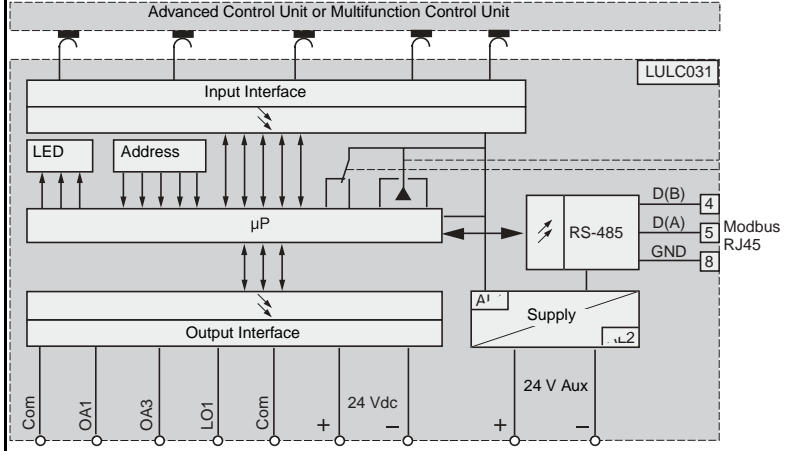 Advanced Control Unit or Multifunction Control Unit
LULC031
Input Interface
LED
Address
D(B)
4
µP
RS-485
D(A)
5
Modbus
RJ45
GND
8
Supply
Output Interface
Com
OA1
OA3
LO1
Com
+
24 Vdc
–
24 V Aux
+
–